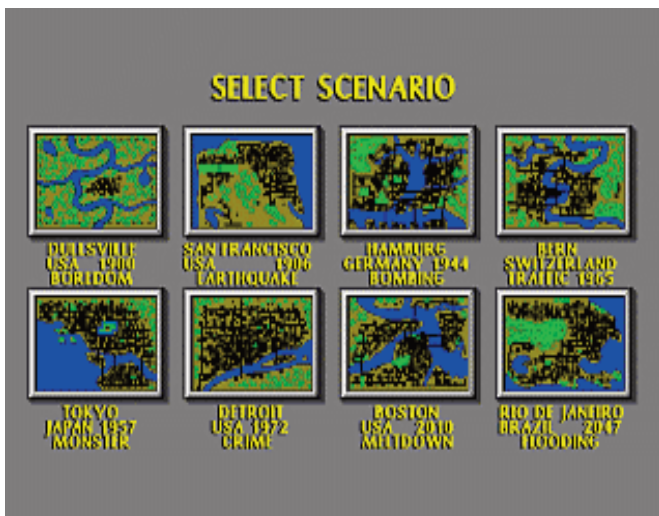 SELECT SCENARIO
DULLSVILLE
USA 1900
BOREDOM
SAN FRANCISCO
USA 1906
EARTHQUAKE
HAMBURG
GERMANY 1944
BOMBING
BERN
SWITZERLAND
TRAFFIC 1965
TOKYO
JAPAN 1957
MONSTER
DETROIT
USA 1972
CRIME
BOSTON
USA 2010
MELTDOWN
RIO DE JANEIRO
BRAZIL 2047
FLOODING